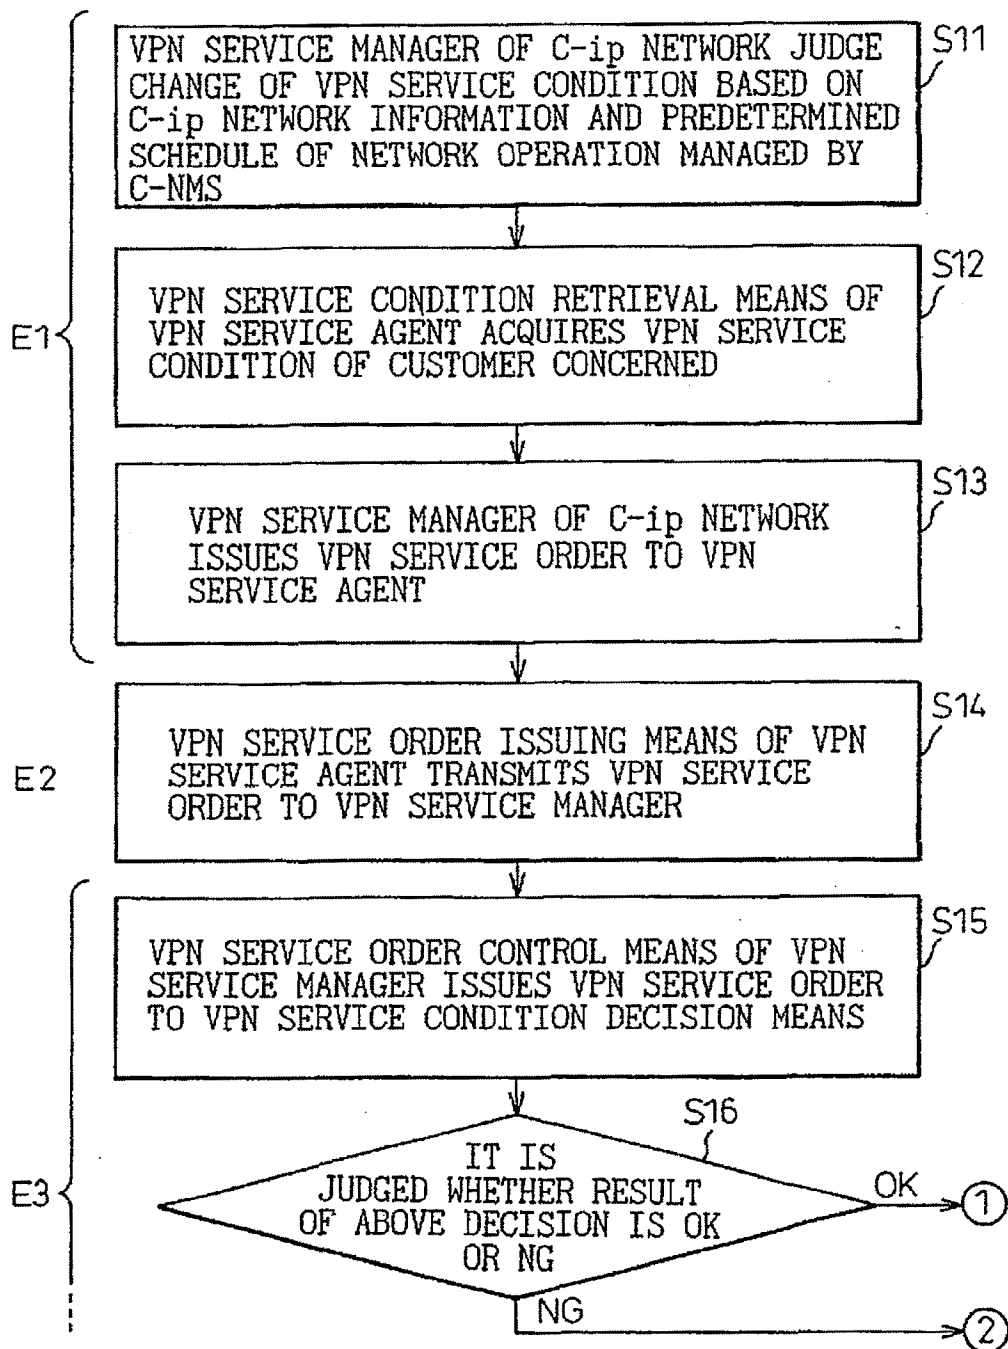 VPN SERVICE MANAGER OF C-ip NETWORK JUDGE
CHANGE OF VPN SERVICE CONDITION BASED ON
C-ip NETWORK INFORMATION AND PREDETERMINED
SCHEDULE OF NETWORK OPERATION MANAGED BY
C-NMS
S11
VPN SERVICE CONDITION RETRIEVAL MEANS OF
VPN SERVICE AGENT ACQUIRES VPN SERVICE
CONDITION OF CUSTOMER CONCERNED
S12
E1
VPN SERVICE MANAGER OF C-ip NETWORK
ISSUES VPN SERVICE ORDER TO VPN
SERVICE AGENT
S13
VPN SERVICE ORDER ISSUING MEANS OF VPN
SERVICE AGENT TRANSMITS VPN SERVICE
ORDER TO VPN SERVICE MANAGER
S14
E2
VPN SERVICE ORDER CONTROL MEANS OF VPN
SERVICE MANAGER ISSUES VPN SERVICE ORDER
TO VPN SERVICE CONDITION DECISION MEANS
S15
S16
IT IS
JUDGED WHETHER RESULT
OF ABOVE DECISION IS OK
OR NG
E3
OK
1
NG
2